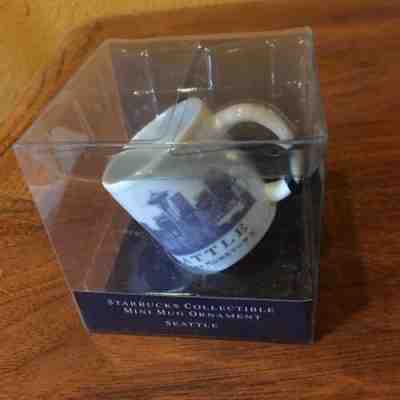 ATTLE
STARBUCKS COLLECTIBLE
MINI MUG ORNAMENT
SEATTLE